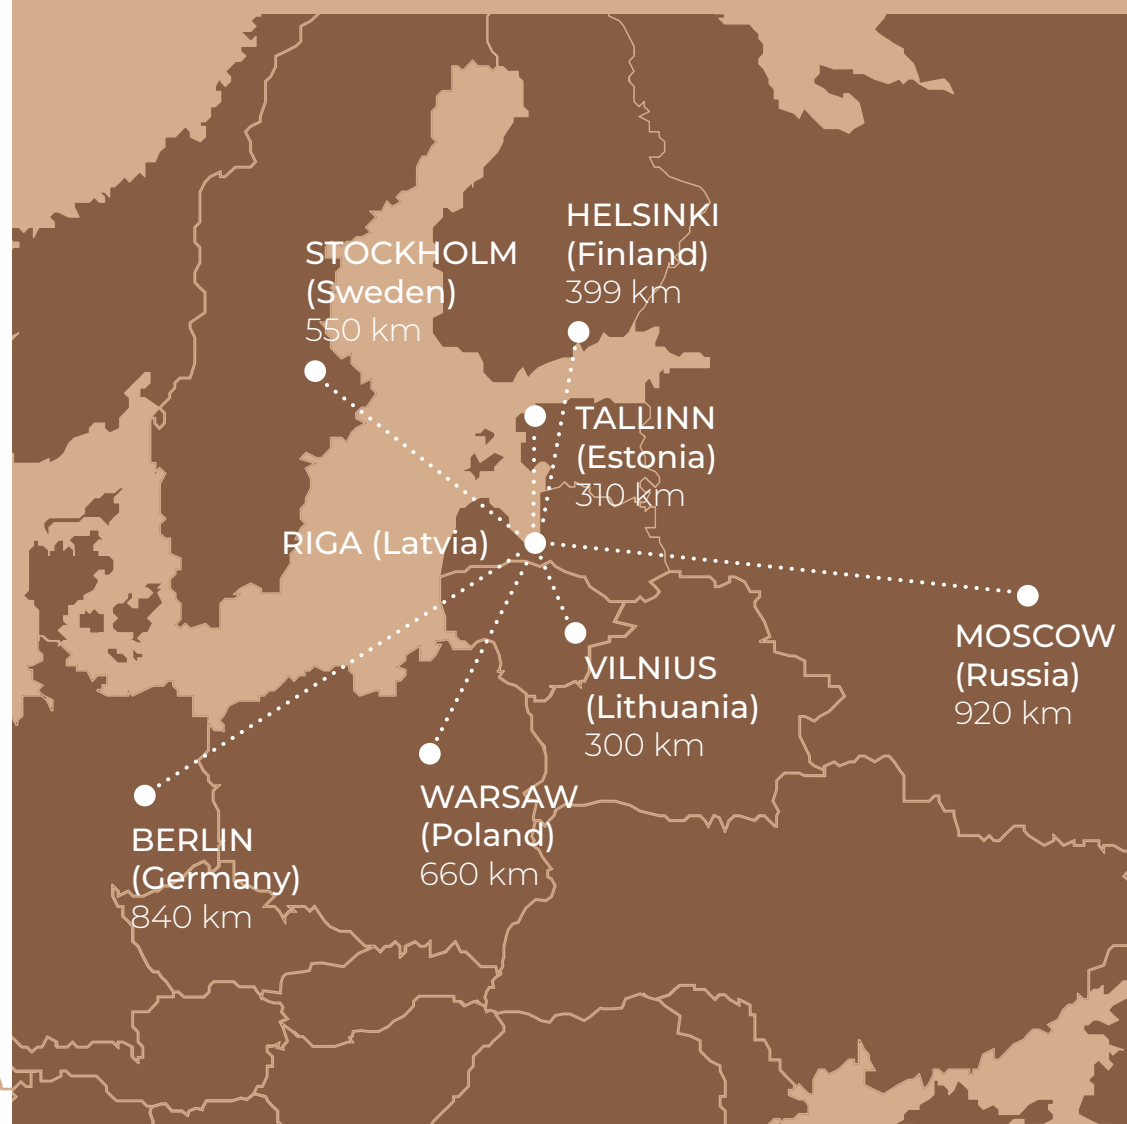 HELSINKI
(Finland)
399 km
STOCKHOLM
(Sweden)
550 km
TALLINN
(Estonia)
310 km
RIGA (Latvia)
MOSCOW
(Russia)
920 km
VILNIUS
(Lithuania)
300 km
WARSAW
(Poland)
660 km
BERLIN
(Germany)
840 km